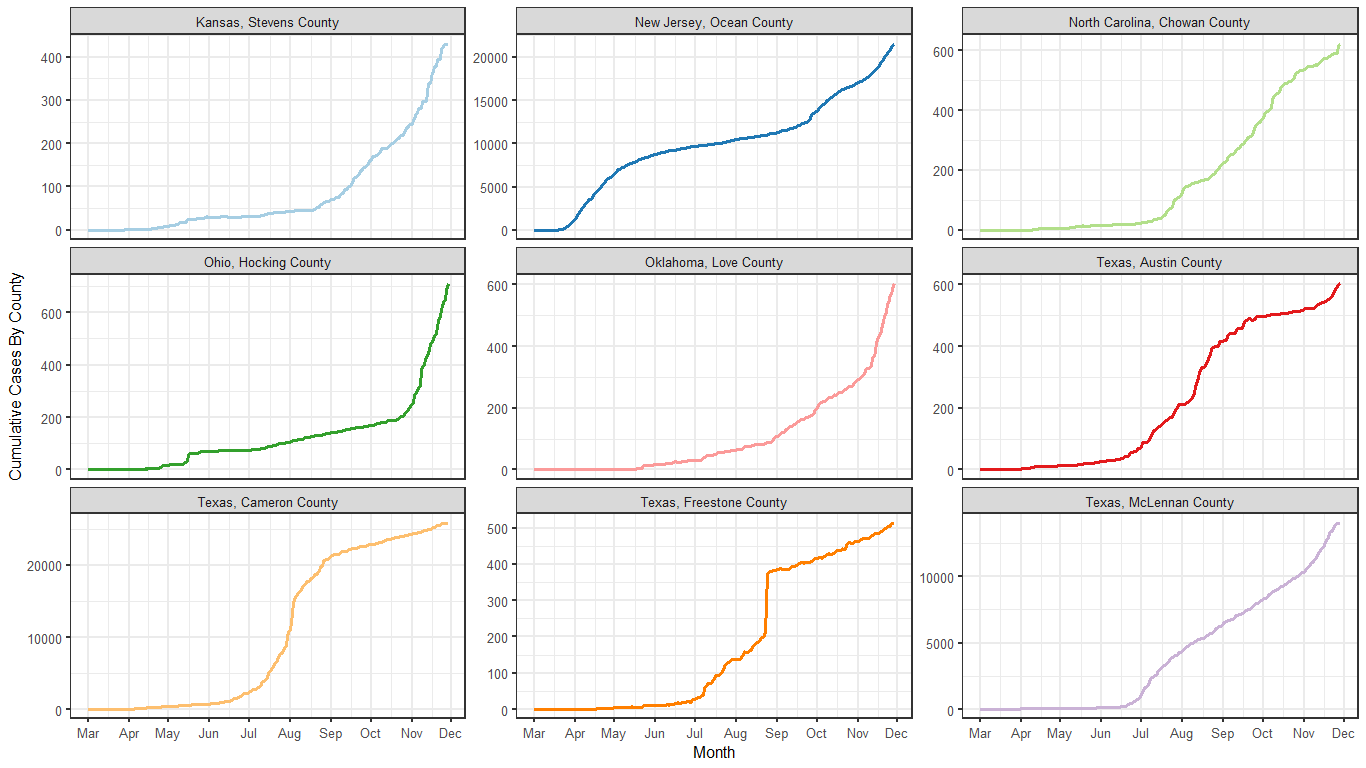 Kansas, Stevens County
New Jersey, Ocean County
North Carolina, Chowan County
400
300
200
100
0
20000
15000
10000
5000
0
600
400
200
0
Ohio, Hocking County
Oklahoma, Love County
Texas, Austin County
600
400
200
0
600
400
200
0
600
400
200
0
Texas, Cameron County
Texas, Freestone County
Texas, McLennan County
20000
10000
0
500
400
300
200
100
0
10000
5000
0
Mar Apr May Jun Jul Aug Sep Oct Nov Dec
Mar Apr May Jun Jul Aug Sep Oct Nov Dec
Mar Apr May Jun Jul Aug Sep Oct Nov Dec
Month
Cumulative Cases By County